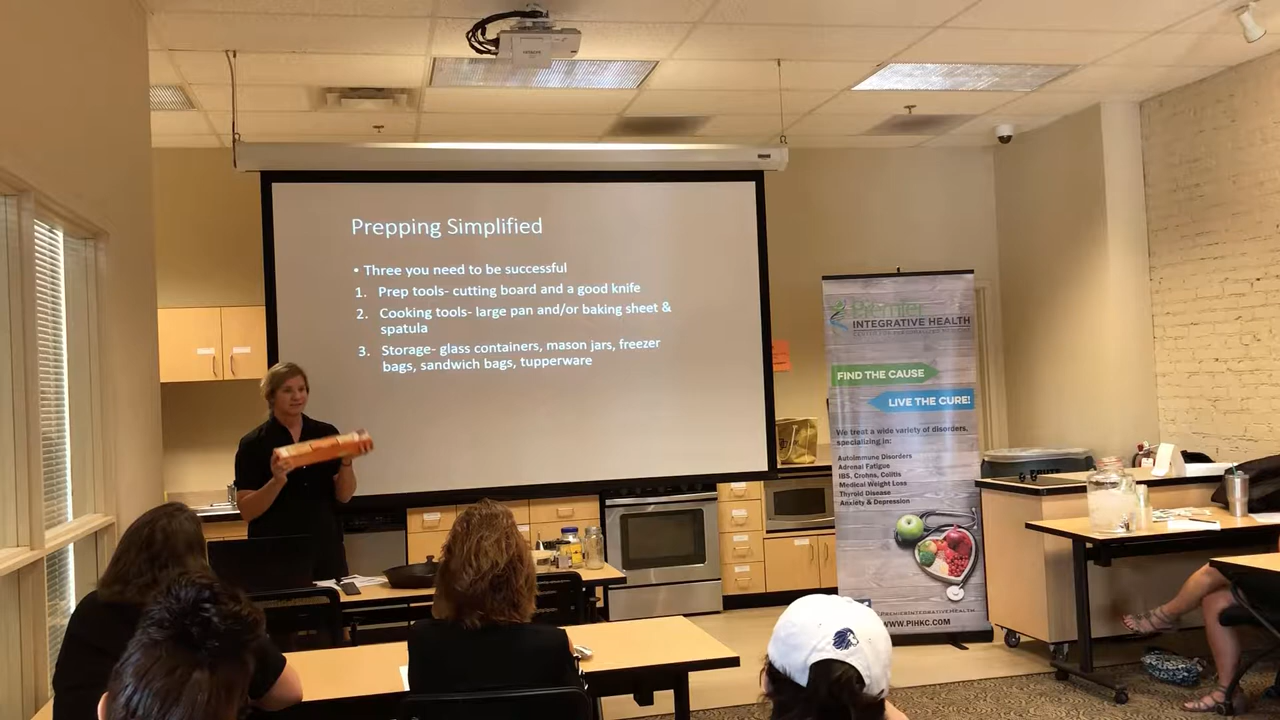 HITACHI
Prepping Simplified
• Three you need to be successful
1. Prep tools- cutting board and a good knife
2. Cooking tools- large pan and/or baking sheet &
spatula
3. Storage- glass containers, mason jars, freezer
bags, sandwich bags, tupperware
Premier
INTEGRATIVE HEALTH
FIND THE CAUSE
LIVE THE CURE!
We treat a wide variety of disorders,
specializing in:
Autoimmune Disorders
Adrenal Fatigue
IBS, Crohns, Colitis
Medical Weight Loss
Thyroid Disease
Anxiety & Depression
PREMIERINTEGRATIVEHEALTH
WWW.PIHKC.COM